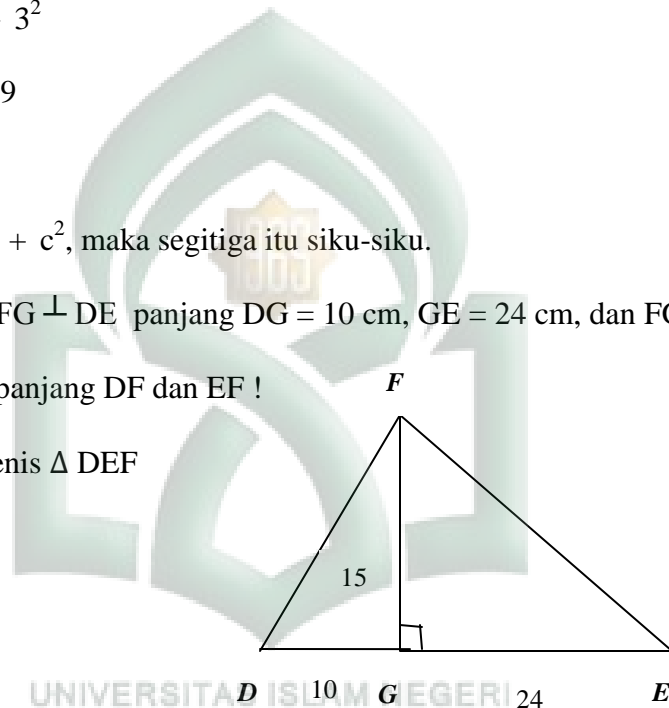 3²
9
+ c², maka segitiga itu siku-siku.
FG ⊥ DE panjang DG = 10 cm, GE = 24 cm, dan FG
panjang DF dan EF !
enis Δ DEF
F
15
D 10 G 24 E
UNIVERSITAS ISLAM NEGERI